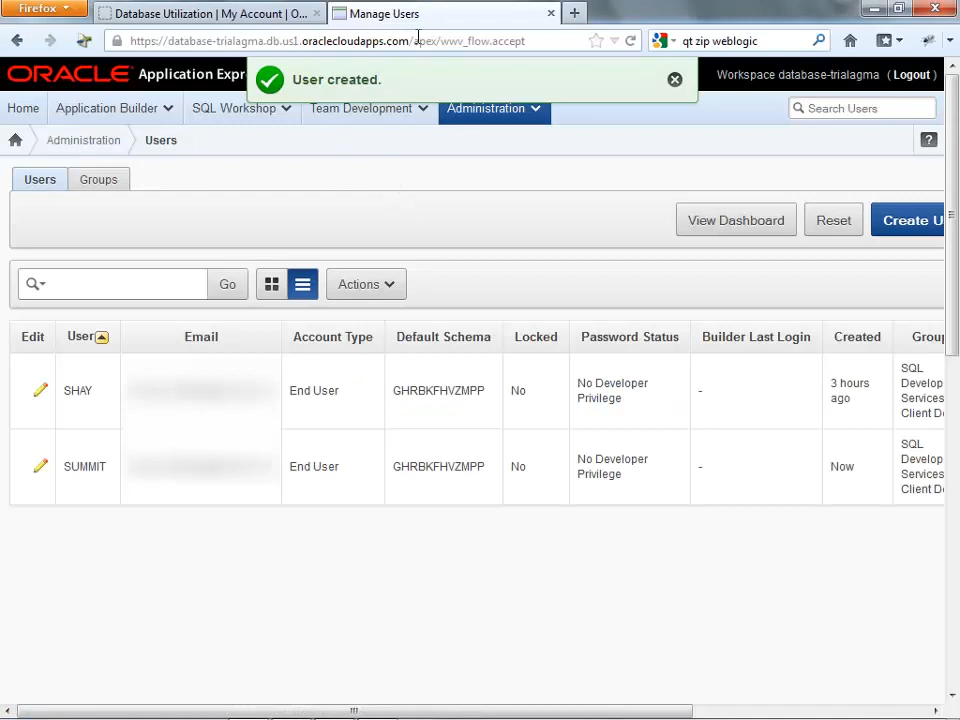 Firefox
Database Utilization | My Account | O...
Manage Users
https://database-trialagma.db.us1.oraclecloudapps.com/apex/wwv_flow.accept
qt zip weblogic
ORACLE Application Expr
User created.
Workspace database-trialagma (Logout)
Home
Application Builder
SQL Workshop
Team Development
Administration
Search Users
Administration
Users
?
Users
Groups
View Dashboard
Reset
Create U
Go
Actions
Edit User Email Account Type Default Schema Locked Password Status Builder Last Login Created Group
SHAY End User GHRBKFHVZMPP No No Developer Privilege - 3 hours ago SQL Develop Services Client De
SUMMIT End User GHRBKFHVZMPP No No Developer Privilege - Now SQL Develop Services Client De